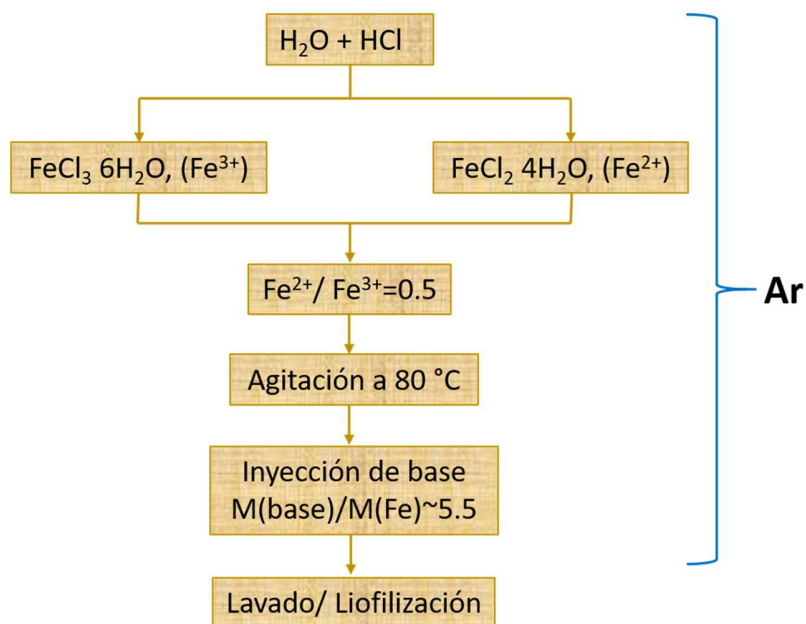 H₂O + HCl
FeCl₃ 6H₂O, (Fe³⁺)
FeCl₂ 4H₂O, (Fe²⁺)
Fe²⁺/ Fe³⁺=0.5
Ar
Agitación a 80 °C
Inyección de base
M(base)/M(Fe)~5.5
Lavado/ Liofilización